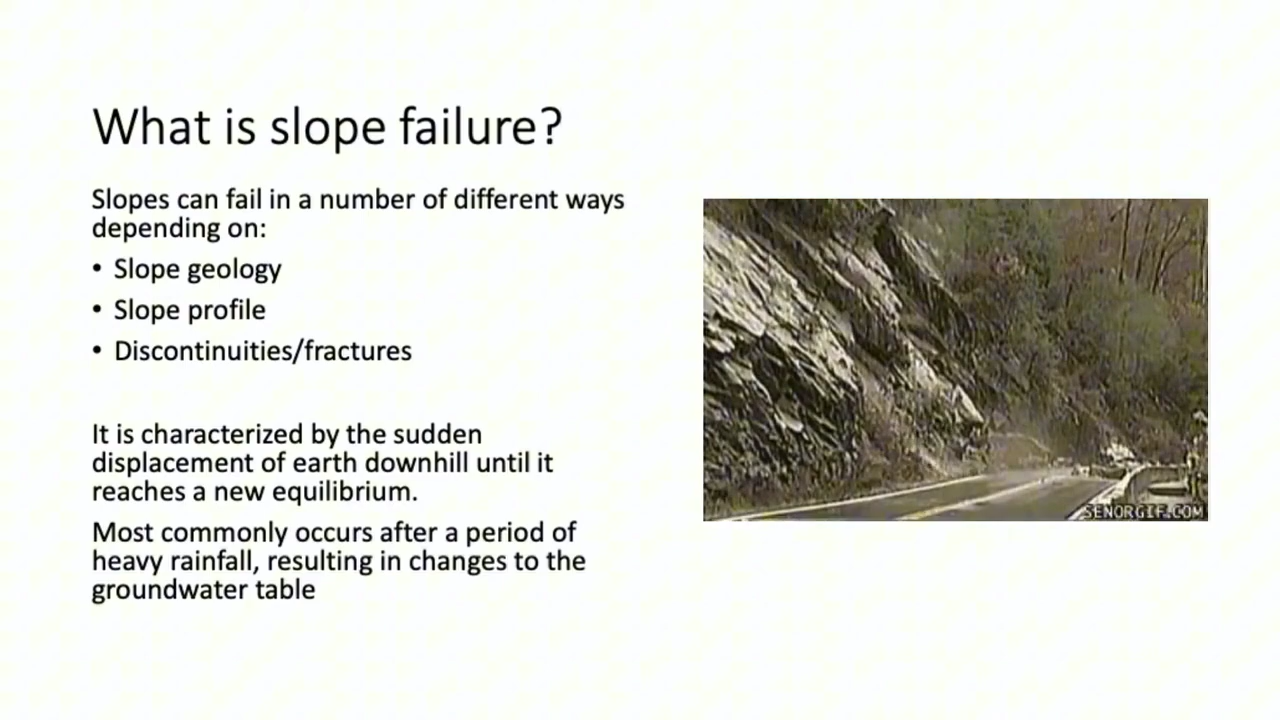 What is slope failure?
Slopes can fail in a number of different ways
depending on:
• Slope geology
• Slope profile
• Discontinuities/fractures
It is characterized by the sudden
displacement of earth downhill until it
reaches a new equilibrium.
Most commonly occurs after a period of
heavy rainfall, resulting in changes to the
groundwater table
SENORGIF.COM